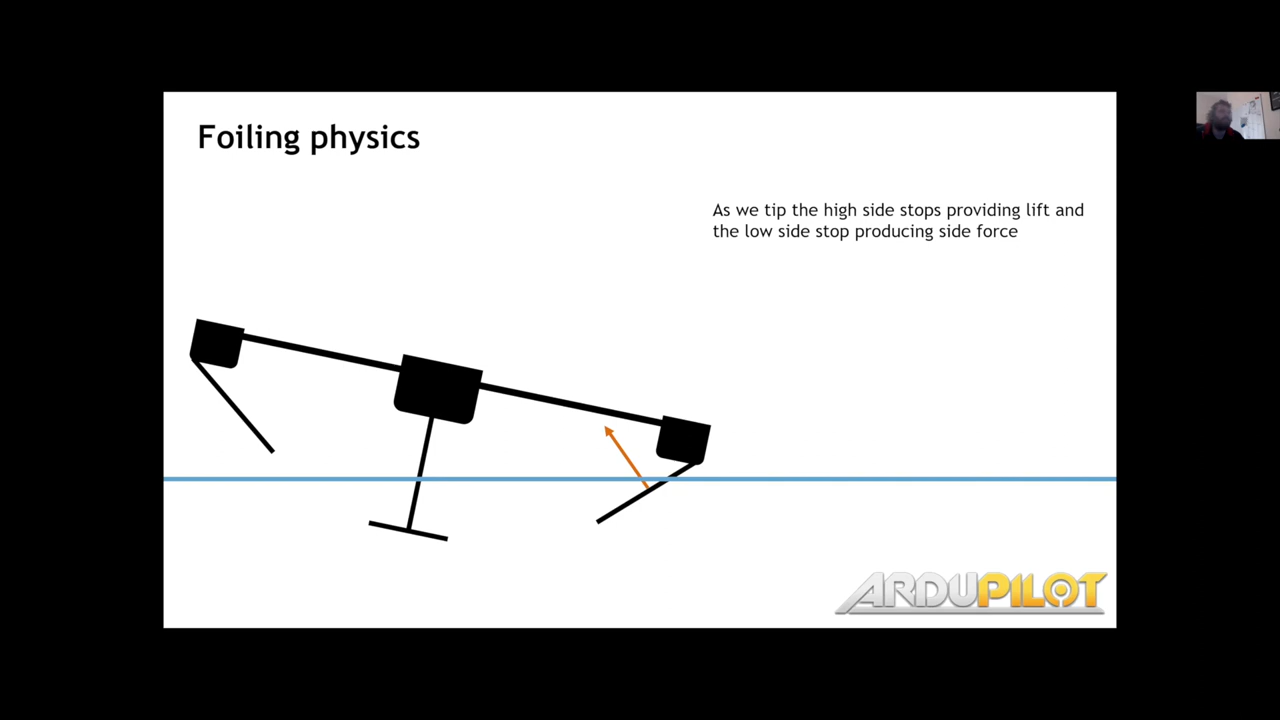 Foiling physics
As we tip the high side stops providing lift and
the low side stop producing side force
ARDUPILOT